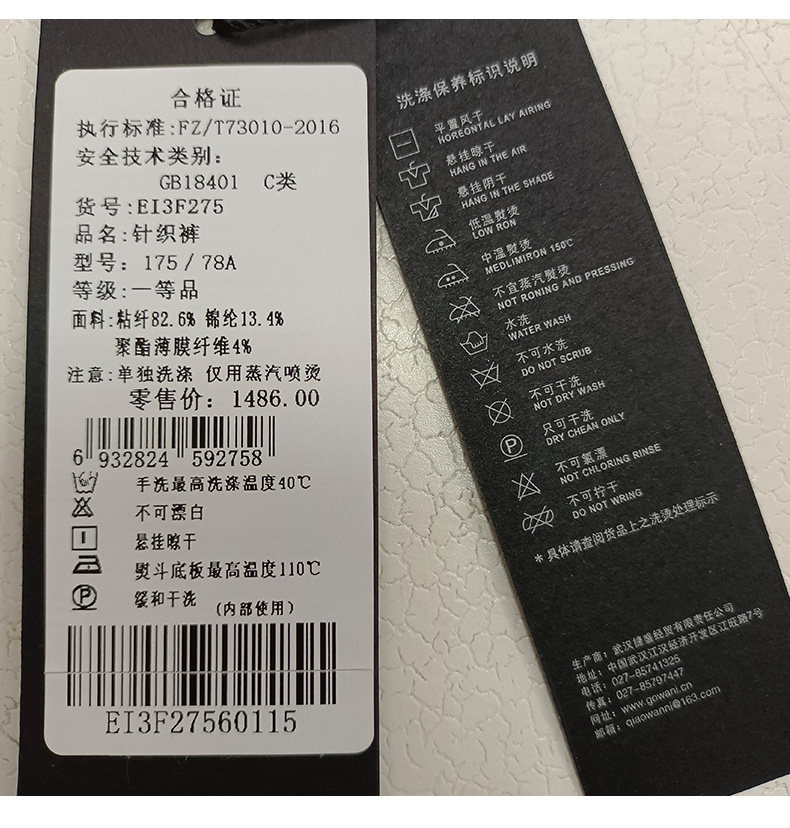 合格证
执行标准:FZ/T73010-2016
安全技术类别:
GB18401 C类
货号:EI3F275
品名:针织裤
型号: 175/78A
等级:一等品
面料:粘纤82.6% 锦纶13.4%
聚酯薄膜纤维4%
注意:单独洗涤 仅用蒸汽喷烫
零售价: 1486.00
6 932824 592758
手洗最高洗涤温度40℃
不可漂白
悬挂晾干
熨斗底板最高温度110℃
缓和干洗 (内部使用)
EI3F27560115
洗涤保养标识说明
平置风干
HOREONTAL LAY AIRING
悬挂晾干
HANG IN THE AIR
悬挂阴干
HANG IN THE SHADE
低温熨烫
LOW RON
中温熨烫
MEDLIMIRON 150℃
不宜蒸汽熨烫
NOT RONING AND PRESSING
水洗
WATER WASH
不可水洗
DO NOT SCRUB
不可干洗
NOT DRY WASH
只可干洗
DRY CHEAN ONLY
不可氯漂
NOT CHLORING RINSE
不可拧干
DO NOT WRING
*具体请查阅货品上之洗烫处理标示
生产商: 武汉捷盈经贸有限责任公司
地址: 中国武汉江汉经济开发区江旺路7号
电话: 027-85741325
传真: 027-85797447
网址: www.gowani.cn
邮箱: qiaowanni@163.com